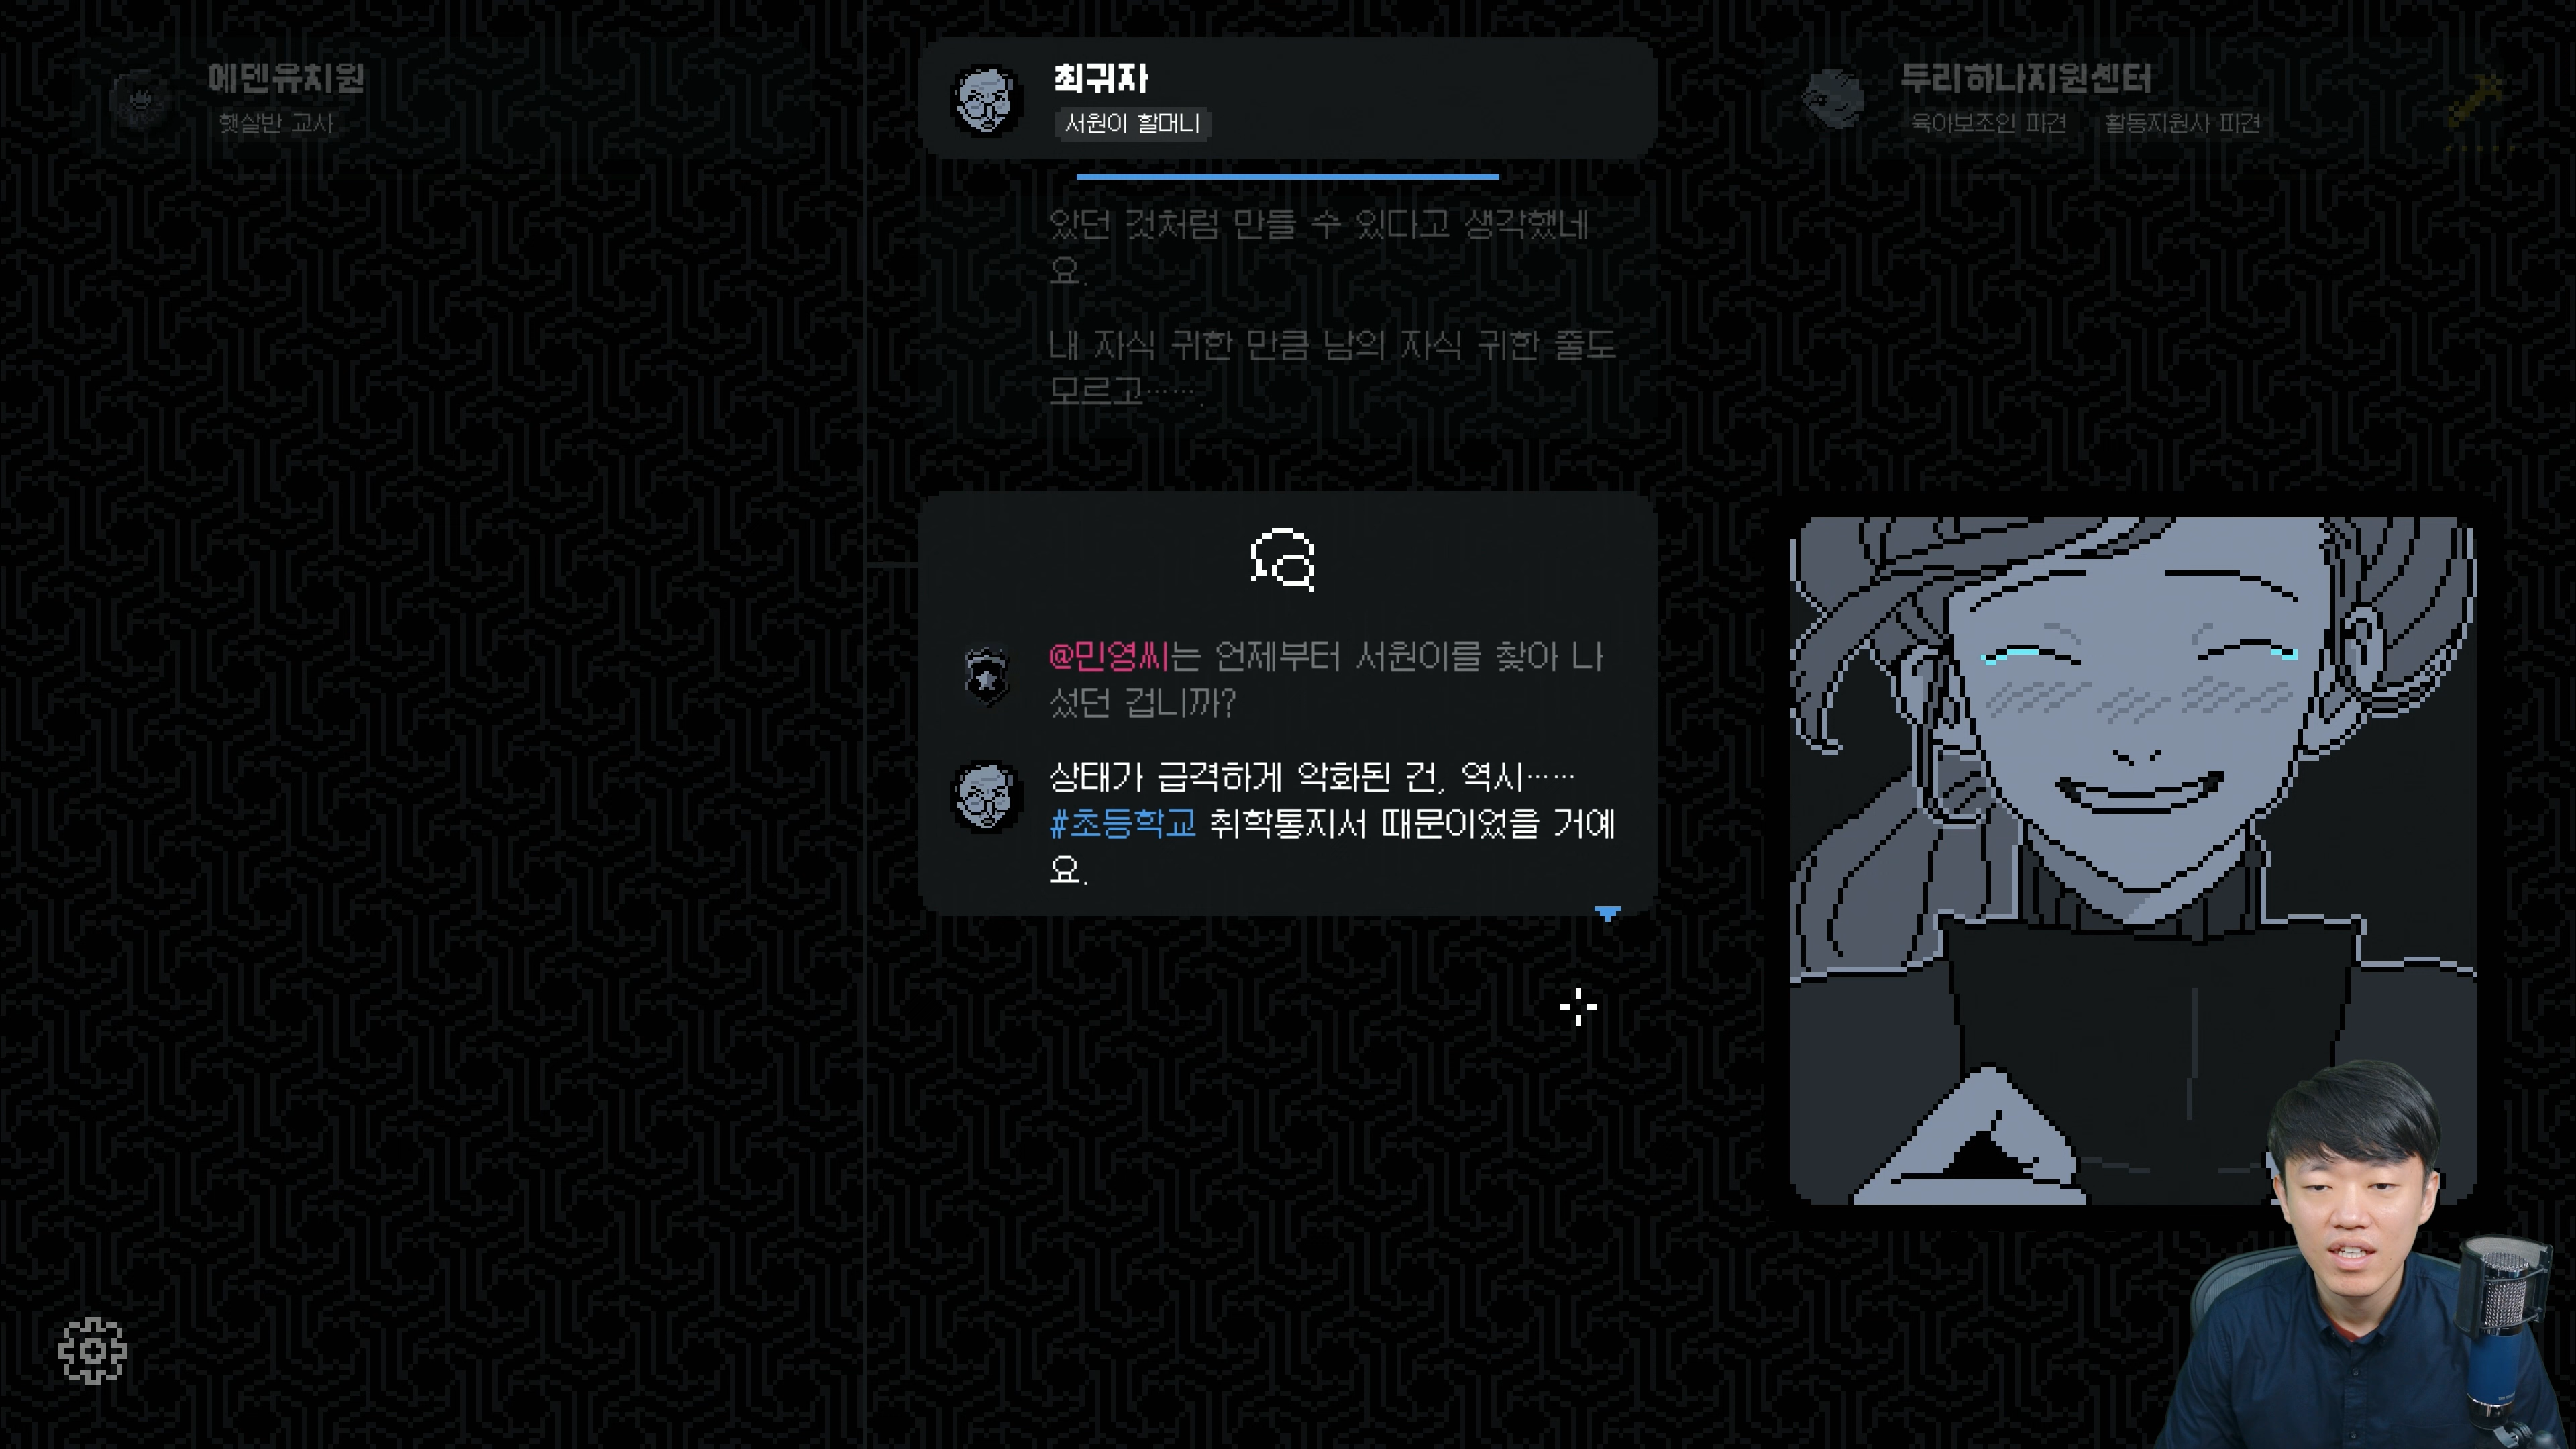 에덴유치원
햇살반 교사
최귀자
서원이 할머니
두리하나지원센터
육아보조인 파견 활동지원사 파견
았던 것처럼 만들 수 있다고 생각했네
요.
내 자식 귀한 만큼 남의 자식 귀한 줄도
모르고…….
@민영씨는 언제부터 서원이를 찾아 나
섰던 겁니까?
상태가 급격하게 악화된 건, 역시……
#초등학교 취학통지서 때문이었을 거예
요.